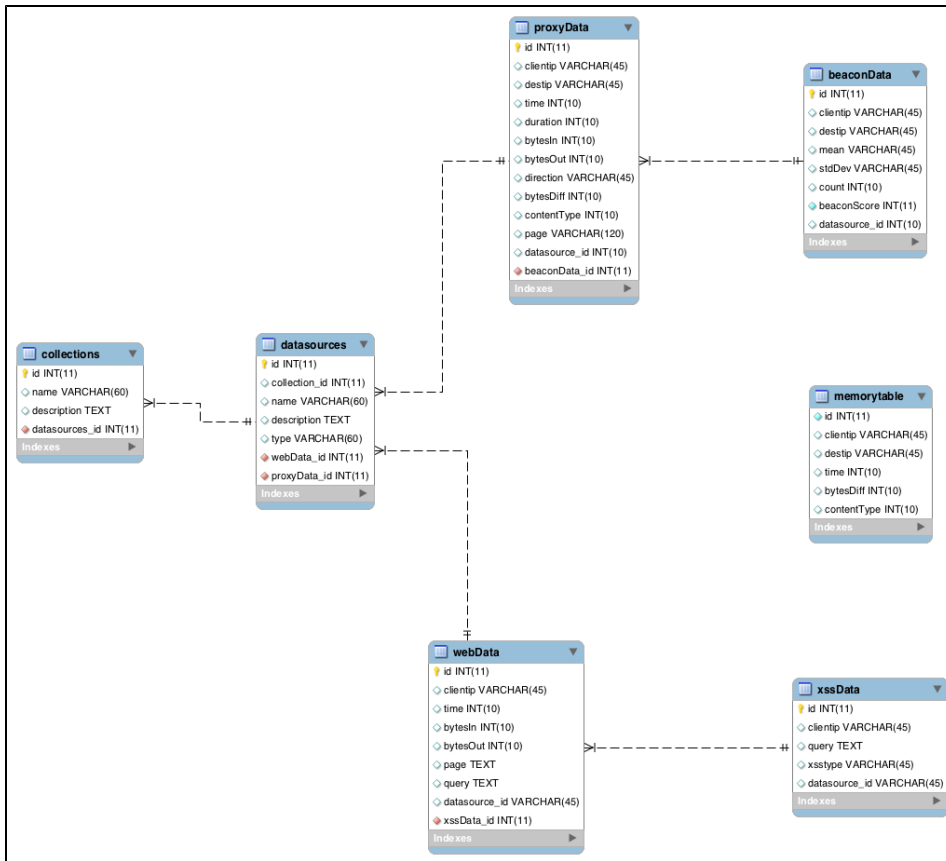 proxyData
id INT(11)
clientip VARCHAR(45)
destip VARCHAR(45)
time INT(10)
duration INT(10)
bytesIn INT(10)
bytesOut INT(10)
direction VARCHAR(45)
bytesDiff INT(10)
contentType INT(10)
page VARCHAR(120)
datasource_id INT(10)
beaconData_id INT(11)
Indexes
beaconData
id INT(11)
clientip VARCHAR(45)
destip VARCHAR(45)
mean VARCHAR(45)
stdDev VARCHAR(45)
count INT(10)
beaconScore INT(11)
datasource_id INT(10)
Indexes
collections
id INT(11)
name VARCHAR(60)
description TEXT
datasources_id INT(11)
Indexes
datasources
id INT(11)
collection_id INT(11)
name VARCHAR(60)
description TEXT
type VARCHAR(60)
webData_id INT(11)
proxyData_id INT(11)
Indexes
memorytable
id INT(11)
clientip VARCHAR(45)
destip VARCHAR(45)
time INT(10)
bytesDiff INT(10)
contentType INT(10)
Indexes
webData
id INT(11)
clientip VARCHAR(45)
time INT(10)
bytesIn INT(10)
bytesOut INT(10)
page TEXT
query TEXT
datasource_id VARCHAR(45)
xssData_id INT(11)
Indexes
xssData
id INT(11)
clientip VARCHAR(45)
query TEXT
xsstype VARCHAR(45)
datasource_id VARCHAR(45)
Indexes